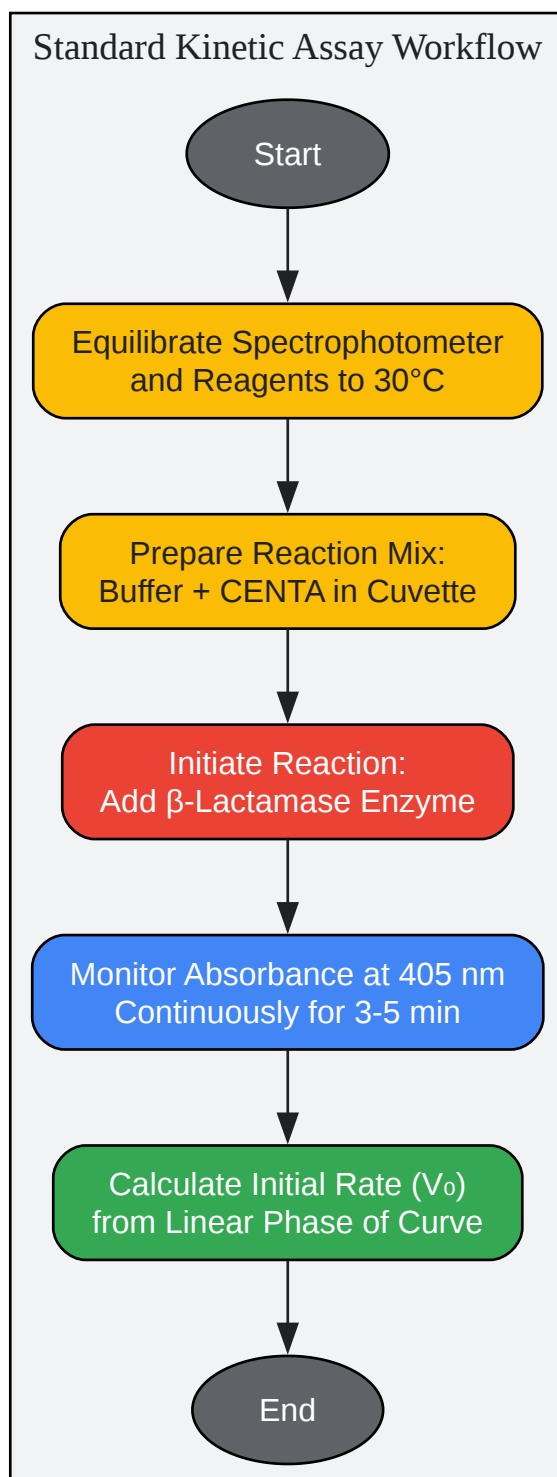 Standard Kinetic Assay Workflow
Start
Equilibrate Spectrophotometer
and Reagents to 30°C
Prepare Reaction Mix:
Buffer + CENTA in Cuvette
Initiate Reaction:
Add β-Lactamase Enzyme
Monitor Absorbance at 405 nm
Continuously for 3-5 min
Calculate Initial Rate (V₀)
from Linear Phase of Curve
End